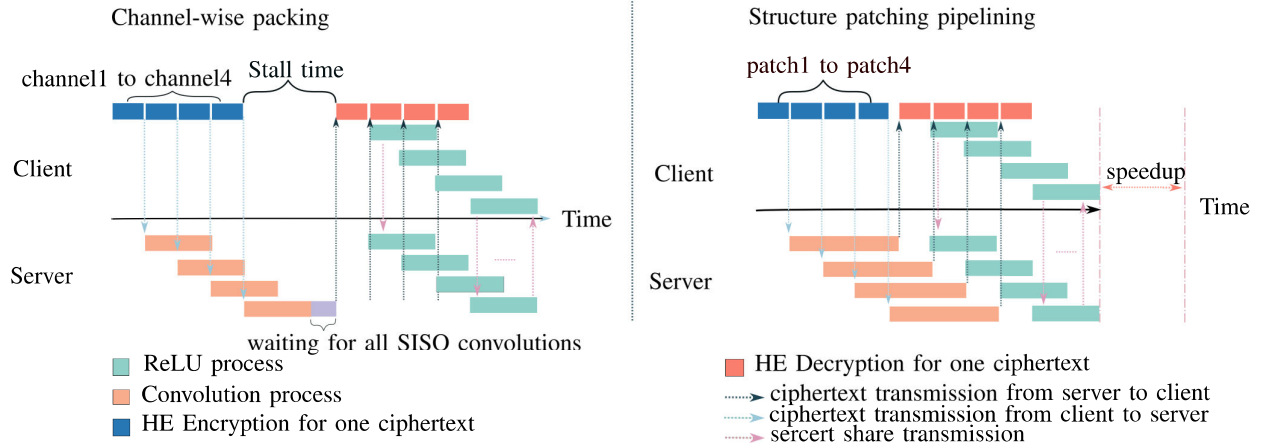 Channel-wise packing
channel1 to channel4
Stall time
Client
Time
Server
waiting for all SISO convolutions
ReLU process
Convolution process
HE Encryption for one ciphertext
Structure patching pipelining
patch1 to patch4
Client
speedup
Time
Server
HE Decryption for one ciphertext
ciphertext transmission from server to client
ciphertext transmission from client to server
sercert share transmission